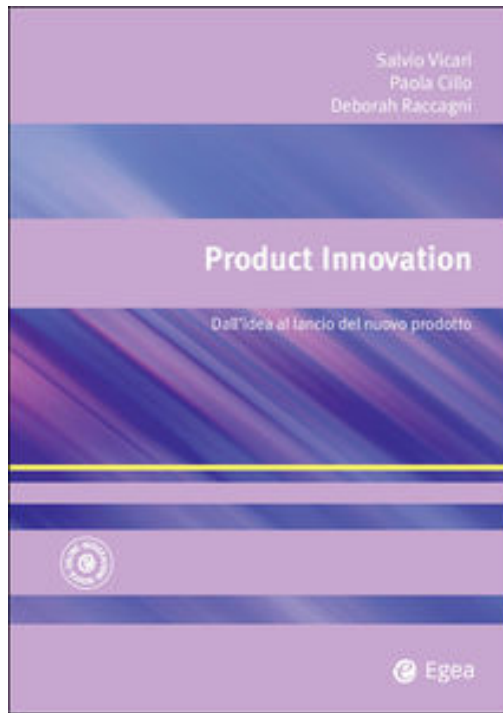 Salvio Vicari
Paola Cillo
Deborah Raccagni
Product Innovation
Dall'idea al lancio del nuovo prodotto
Egea